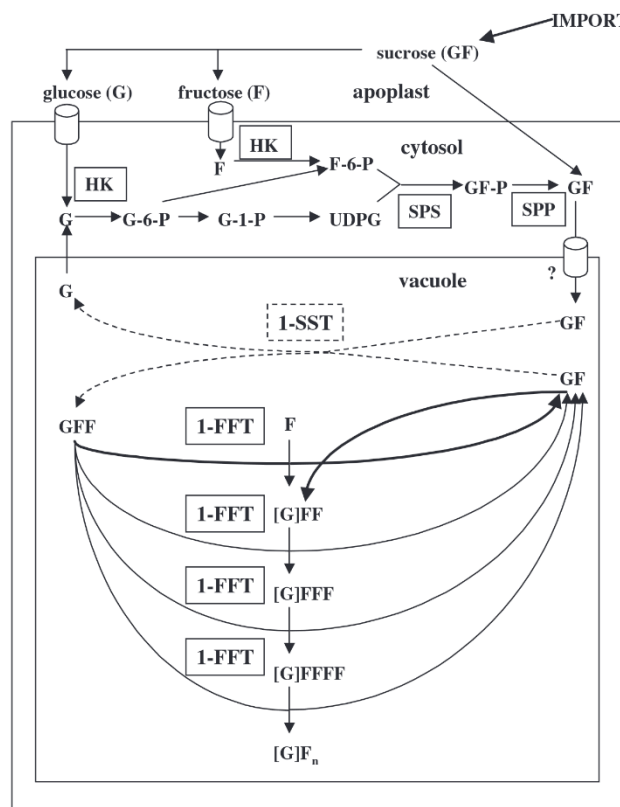 IMPORT
sucrose (GF)
glucose (G) fructose (F)
apoplast
cytosol
HK
F
HK
F-6-P
G G-6-P G-1-P UDPG
SPS
GF-P
SPP
GF
vacuole
?
G
1-SST
GF
GF
GFF
1-FFT F
1-FFT [G]FF
1-FFT [G]FFF
1-FFT [G]FFFF
[G]Fn